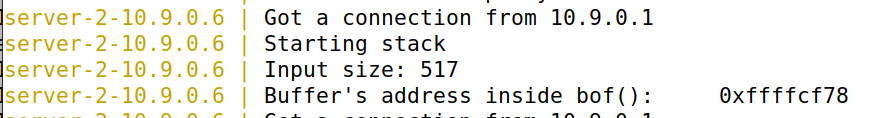 server-2-10.9.0.6 | Got a connection from 10.9.0.1
server-2-10.9.0.6 | Starting stack
server-2-10.9.0.6 | Input size: 517
server-2-10.9.0.6 | Buffer's address inside bof():     0xffffcf78